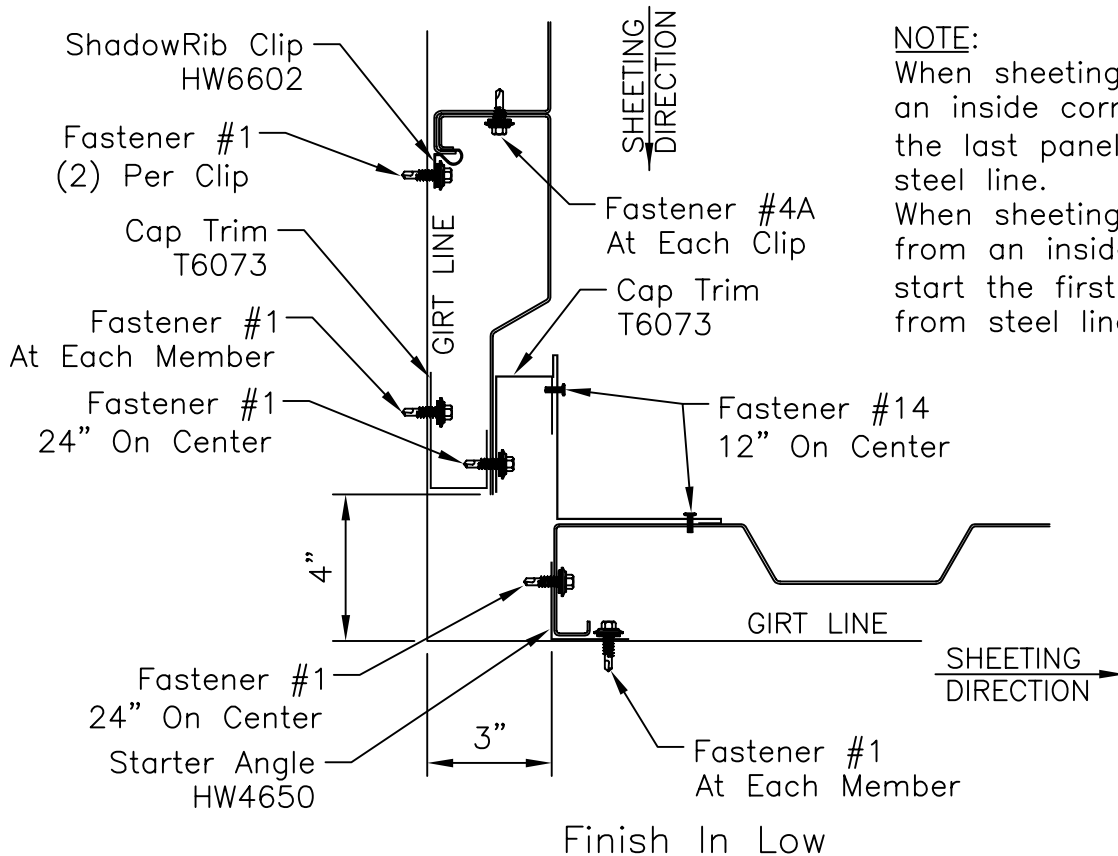 ShadowRib Clip
HW6602
Fastener #1
(2) Per Clip
Cap Trim
T6073
Fastener #1
At Each Member
Fastener #1
24” On Center
GIRT LINE
SHEETING
DIRECTION
Fastener #4A
At Each Clip
Cap Trim
T6073
Fastener #14
12” On Center
NOTE:
When sheeting
an inside corn
the last panel
steel line.
When sheeting
from an inside
start the first
from steel line
4”
GIRT LINE
SHEETING
DIRECTION
Fastener #1
24” On Center
Starter Angle
HW4650
3”
Fastener #1
At Each Member
Finish In Low